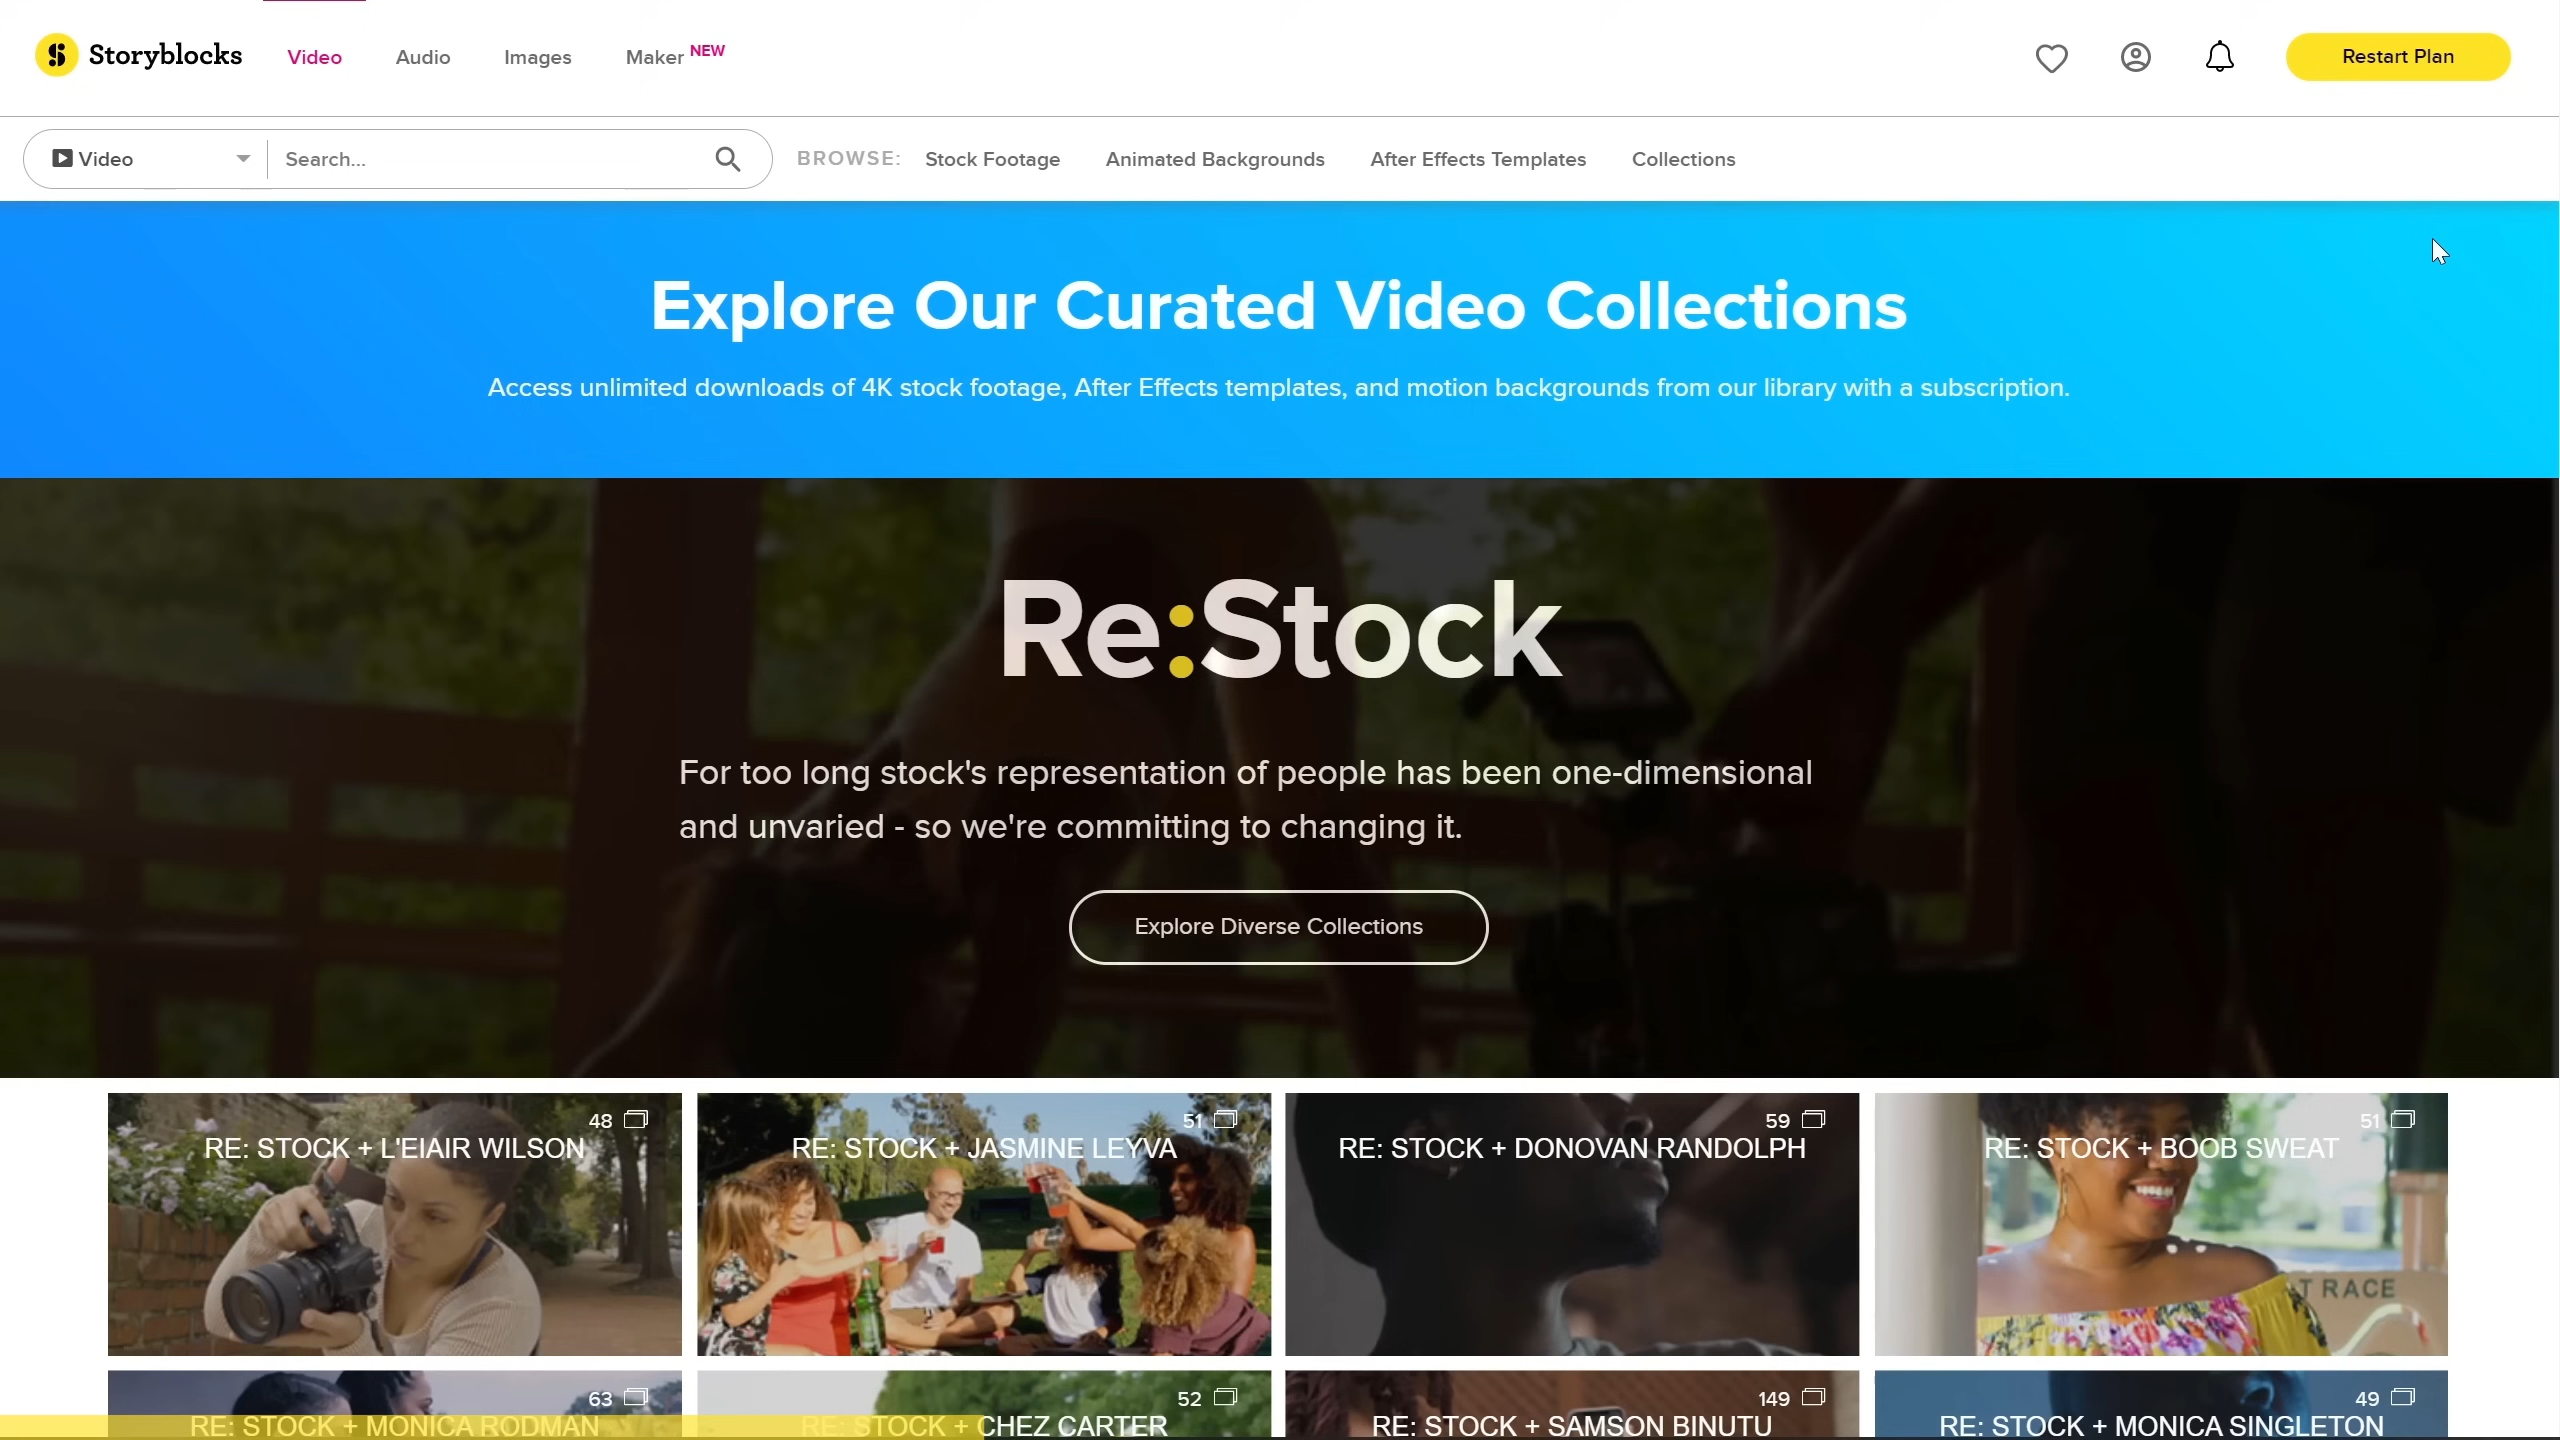 Storyblocks
Video
Audio
Images
Maker NEW
Restart Plan
Video
Search...
BROWSE:
Stock Footage
Animated Backgrounds
After Effects Templates
Collections
Explore Our Curated Video Collections
Access unlimited downloads of 4K stock footage, After Effects templates, and motion backgrounds from our library with a subscription.
Re:Stock
For too long stock's representation of people has been one-dimensional
and unvaried - so we're committing to changing it.
Explore Diverse Collections
48
RE: STOCK + L'EIAIR WILSON
51
RE: STOCK + JASMINE LEYVA
59
RE: STOCK + DONOVAN RANDOLPH
51
RE: STOCK + BOOB SWEAT
T RACE
63
RE: STOCK + MONICA RODMAN
52
RE: STOCK + CHEZ CARTER
149
RE: STOCK + SAMSON BINUTU
49
RE: STOCK + MONICA SINGLETON